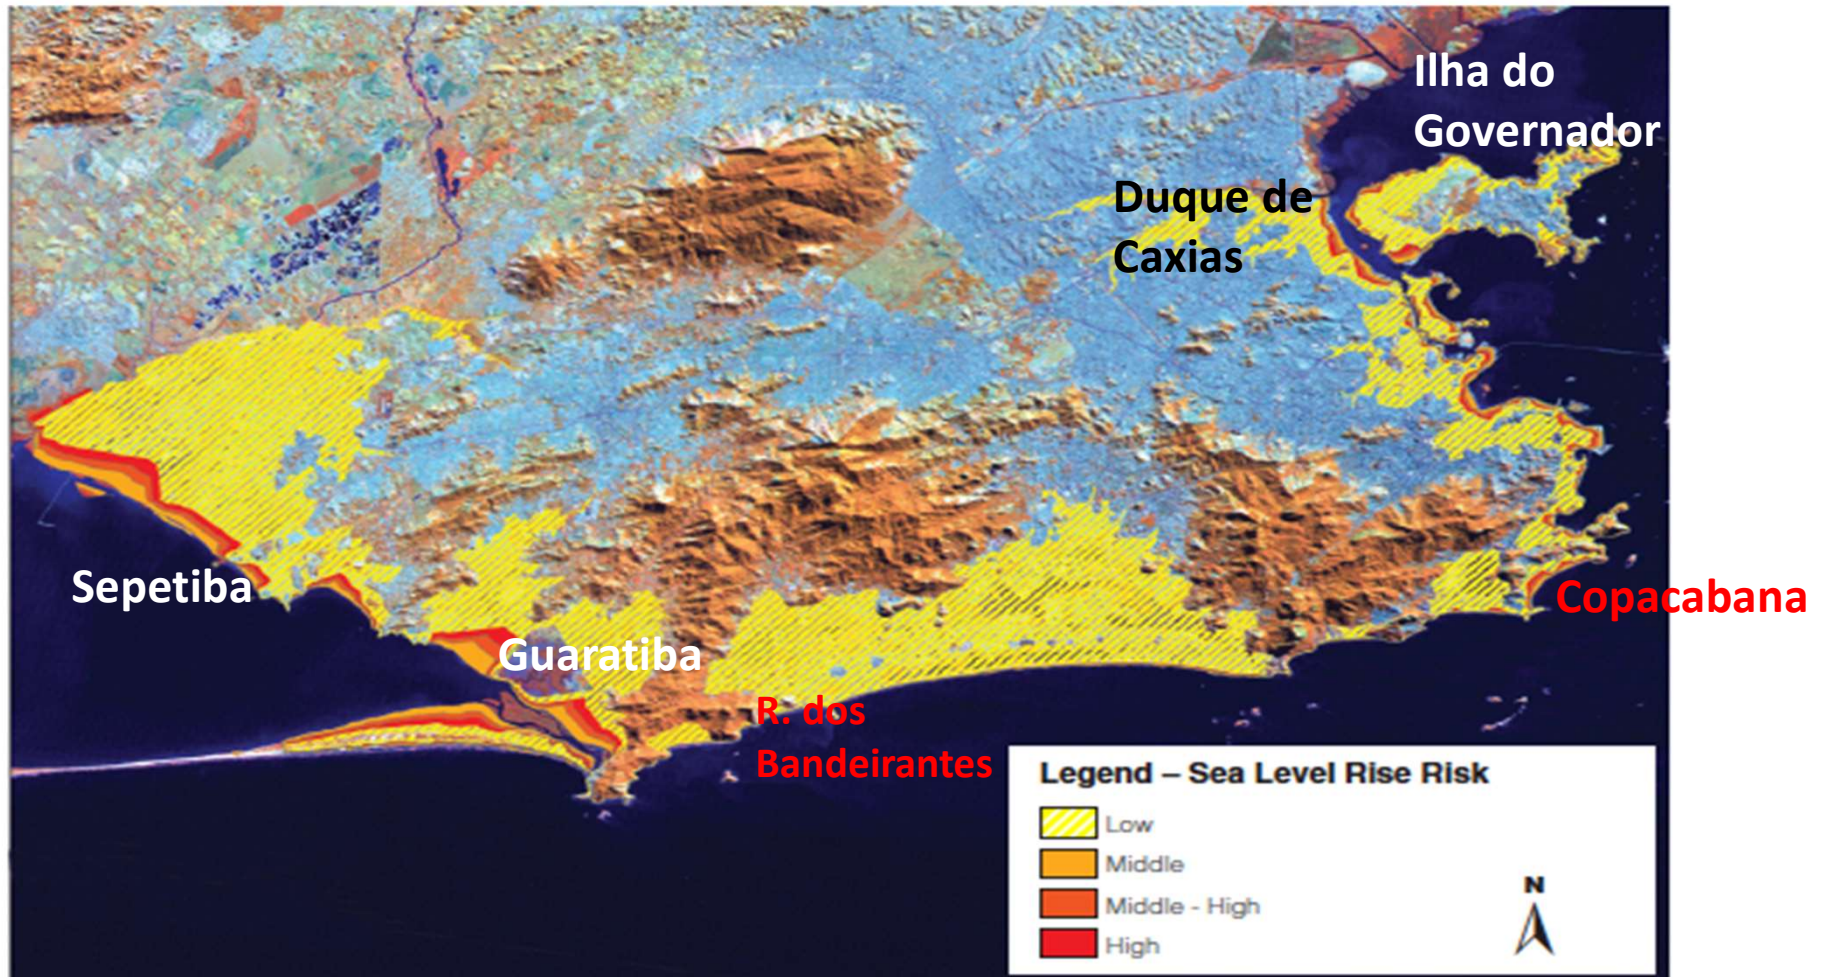 Ilha do
Governador
Duque de
Caxias
Sepetiba
Guaratiba
Copacabana
R. dos
Bandeirantes
Legend – Sea Level Rise Risk
Low
Middle
Middle - High
High
N